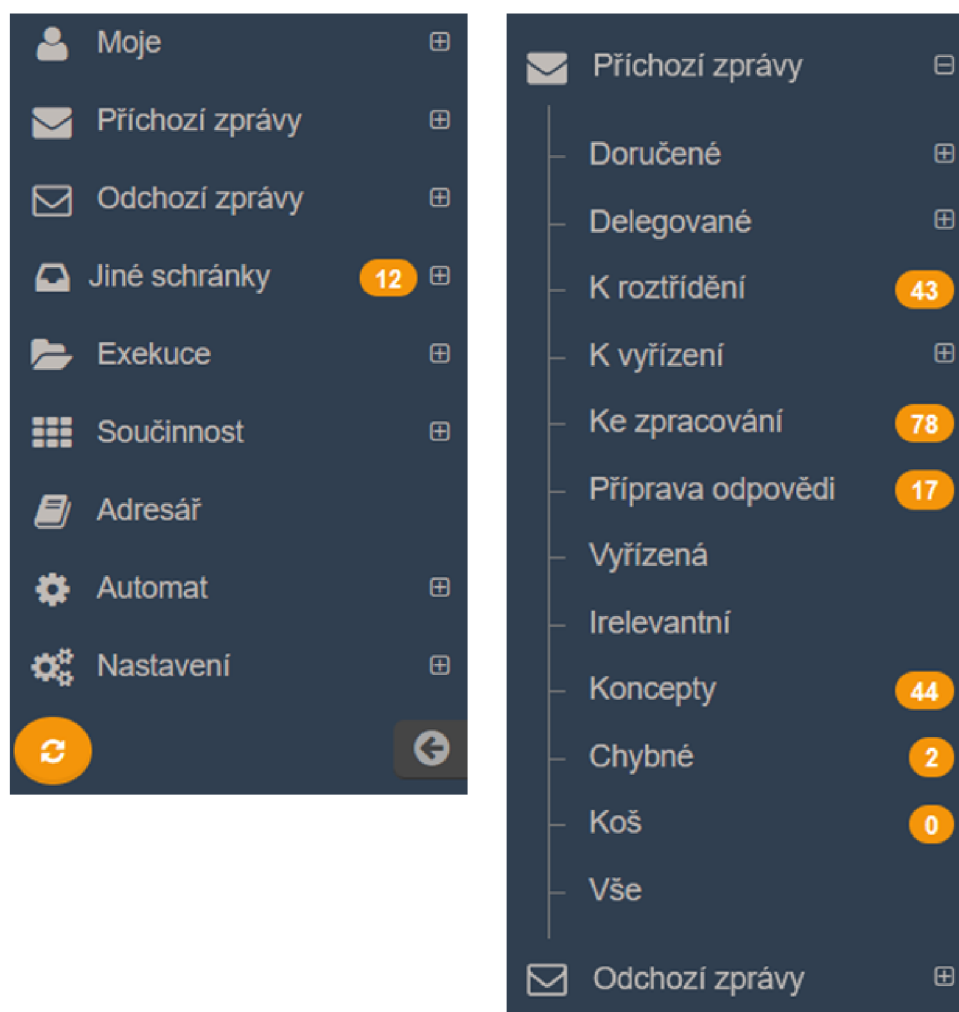 Moje
Příchozí zprávy
Odchozí zprávy
Jiné schránky 12
Exekuce
Součinnost
Adresář
Automat
Nastavení
Příchozí zprávy
Doručené
Delegované
K roztřídění 43
K vyřízení
Ke zpracování 78
Příprava odpovědi 17
Vyřízená
Irelevantní
Koncepty 44
Chybné 2
Koš 0
Vše
Odchozí zprávy